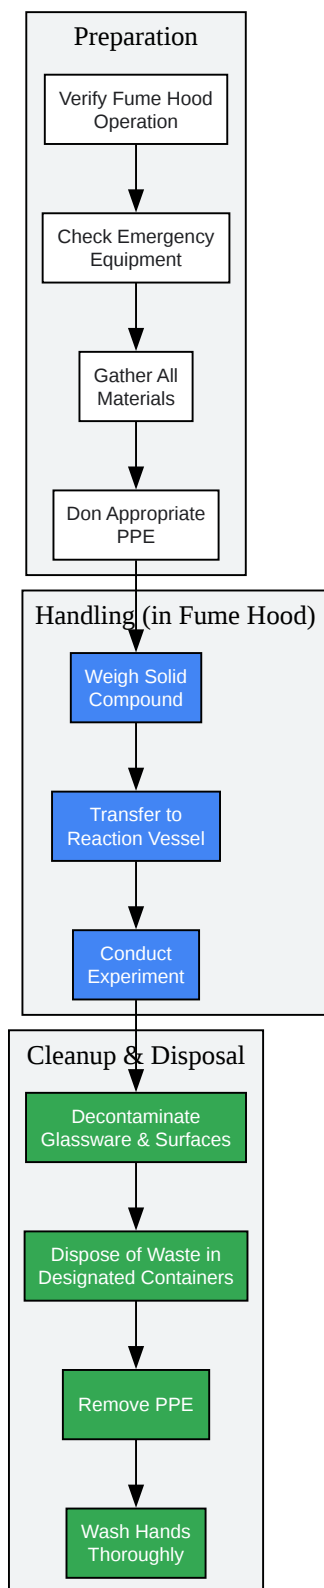 Preparation
Verify Fume Hood
Operation
Check Emergency
Equipment
Gather All
Materials
Don Appropriate
PPE
Handling (in Fume Hood)
Weigh Solid
Compound
Transfer to
Reaction Vessel
Conduct
Experiment
Cleanup & Disposal
Decontaminate
Glassware & Surfaces
Dispose of Waste in
Designated Containers
Remove PPE
Wash Hands
Thoroughly